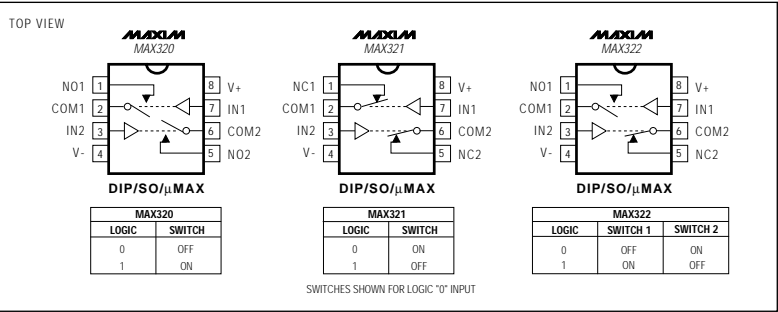 TOP VIEW
MAXIM
MAX320
NO1 1
COM1 2
IN2 3
V- 4
8 V+
7 IN1
6 COM2
5 NO2
DIP/SO/μMAX
MAX320
LOGIC SWITCH
0 OFF
1 ON
MAXIM
MAX321
NC1 1
COM1 2
IN2 3
V- 4
8 V+
7 IN1
6 COM2
5 NC2
DIP/SO/μMAX
MAX321
LOGIC SWITCH
0 ON
1 OFF
MAXIM
MAX322
NO1 1
COM1 2
IN2 3
V- 4
8 V+
7 IN1
6 COM2
5 NC2
DIP/SO/μMAX
MAX322
LOGIC SWITCH 1 SWITCH 2
0 OFF ON
1 ON OFF
SWITCHES SHOWN FOR LOGIC "0" INPUT